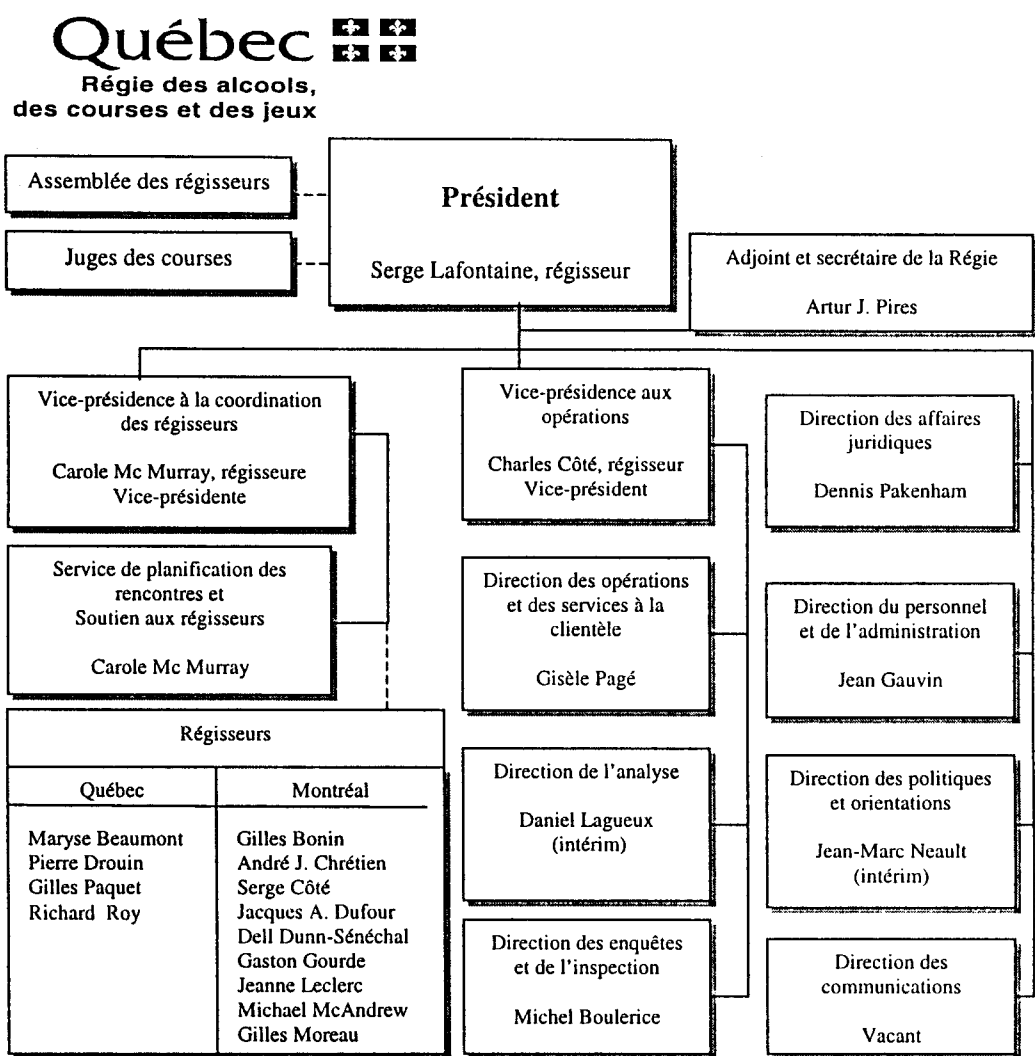 Québec
Régie des alcools,
des courses et des jeux
Assemblée des régisseurs
Juges des courses
Président
Serge Lafontaine, régisseur
Adjoint et secrétaire de la Régie
Artur J. Pires
Vice-présidence à la coordination
des régisseurs
Carole Mc Murray, régisseure
Vice-présidente
Service de planification des
rencontres et
Soutien aux régisseurs
Carole Mc Murray
Régisseurs
Québec
Maryse Beaumont
Pierre Drouin
Gilles Paquet
Richard Roy
Montréal
Gilles Bonin
André J. Chrétien
Serge Côté
Jacques A. Dufour
Dell Dunn-Sénéchal
Gaston Gourde
Jeanne Leclerc
Michael McAndrew
Gilles Moreau
Vice-présidence aux
opérations
Charles Côté, régisseur
Vice-président
Direction des opérations
et des services à la
clientèle
Gisèle Pagé
Direction de l'analyse
Daniel Lagueux
(intérim)
Direction des enquêtes
et de l'inspection
Michel Boulerice
Direction des affaires
juridiques
Dennis Pakenham
Direction du personnel
et de l'administration
Jean Gauvin
Direction des politiques
et orientations
Jean-Marc Neault
(intérim)
Direction des
communications
Vacant